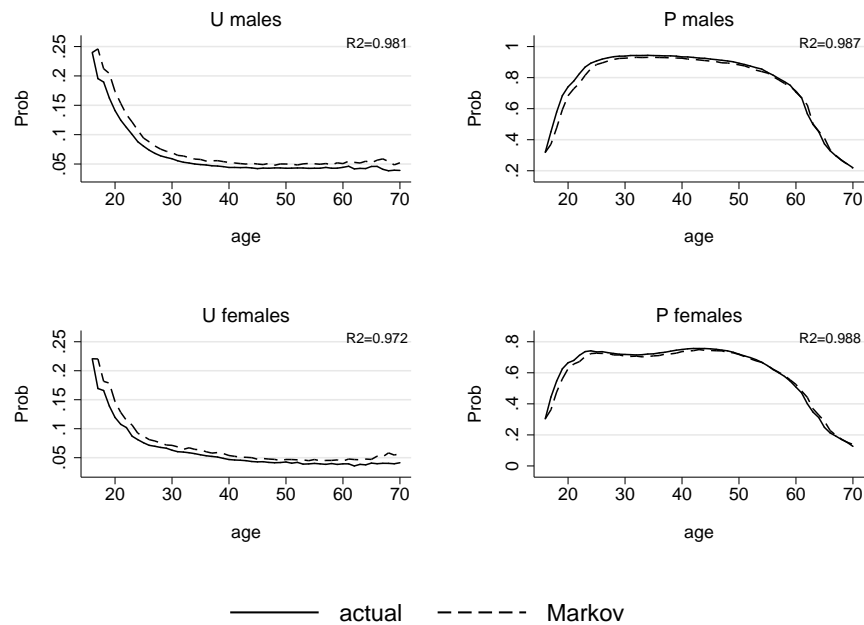 U males
R2=0.981
Prob
.25
.2
.15
.1
.05
20 30 40 50 60 70
age
P males
R2=0.987
Prob
1
.8
.6
.4
.2
20 30 40 50 60 70
age
U females
R2=0.972
Prob
.25
.2
.15
.1
.05
20 30 40 50 60 70
age
P females
R2=0.988
Prob
.8
.6
.4
.2
0
20 30 40 50 60 70
age
actual Markov